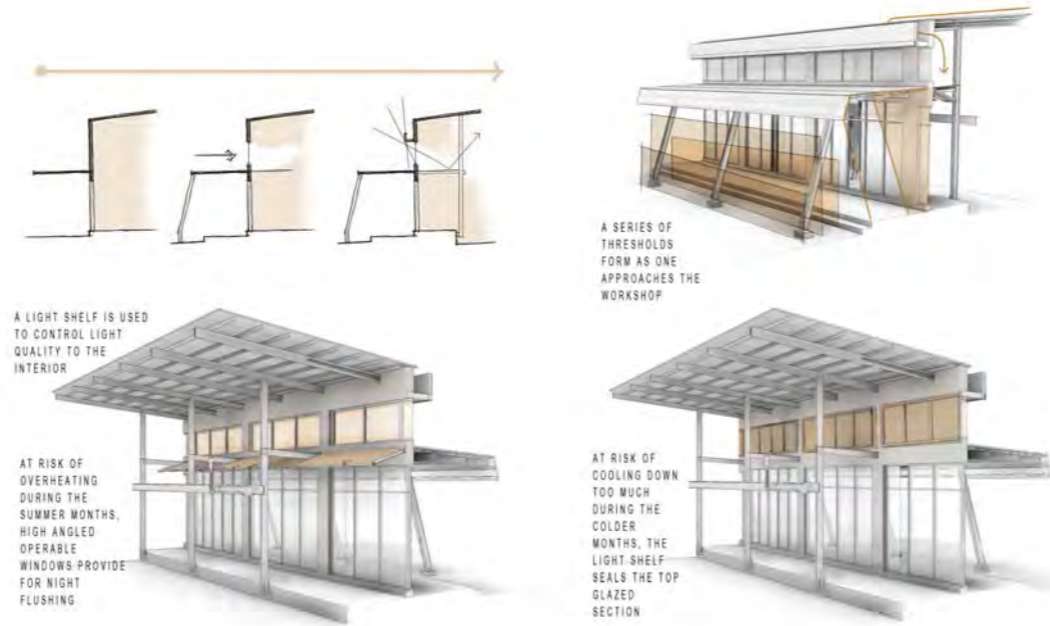 A SERIES OF
THRESHOLDS
FORM AS ONE
APPROACHES THE
WORKSHOP
A LIGHT SHELF IS USED
TO CONTROL LIGHT
QUALITY TO THE
INTERIOR
AT RISK OF
OVERHEATING
DURING THE
SUMMER MONTHS,
HIGH ANGLED
OPERABLE
WINDOWS PROVIDE
FOR NIGHT
FLUSHING
AT RISK OF
COOLING DOWN
TOO MUCH
DURING THE
COLDER
MONTHS, THE
LIGHT SHELF
SEALS THE TOP
GLAZED
SECTION